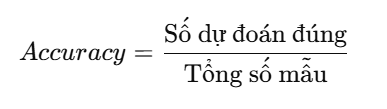 Accuracy = Số dự đoán đúng / Tổng số mẫu